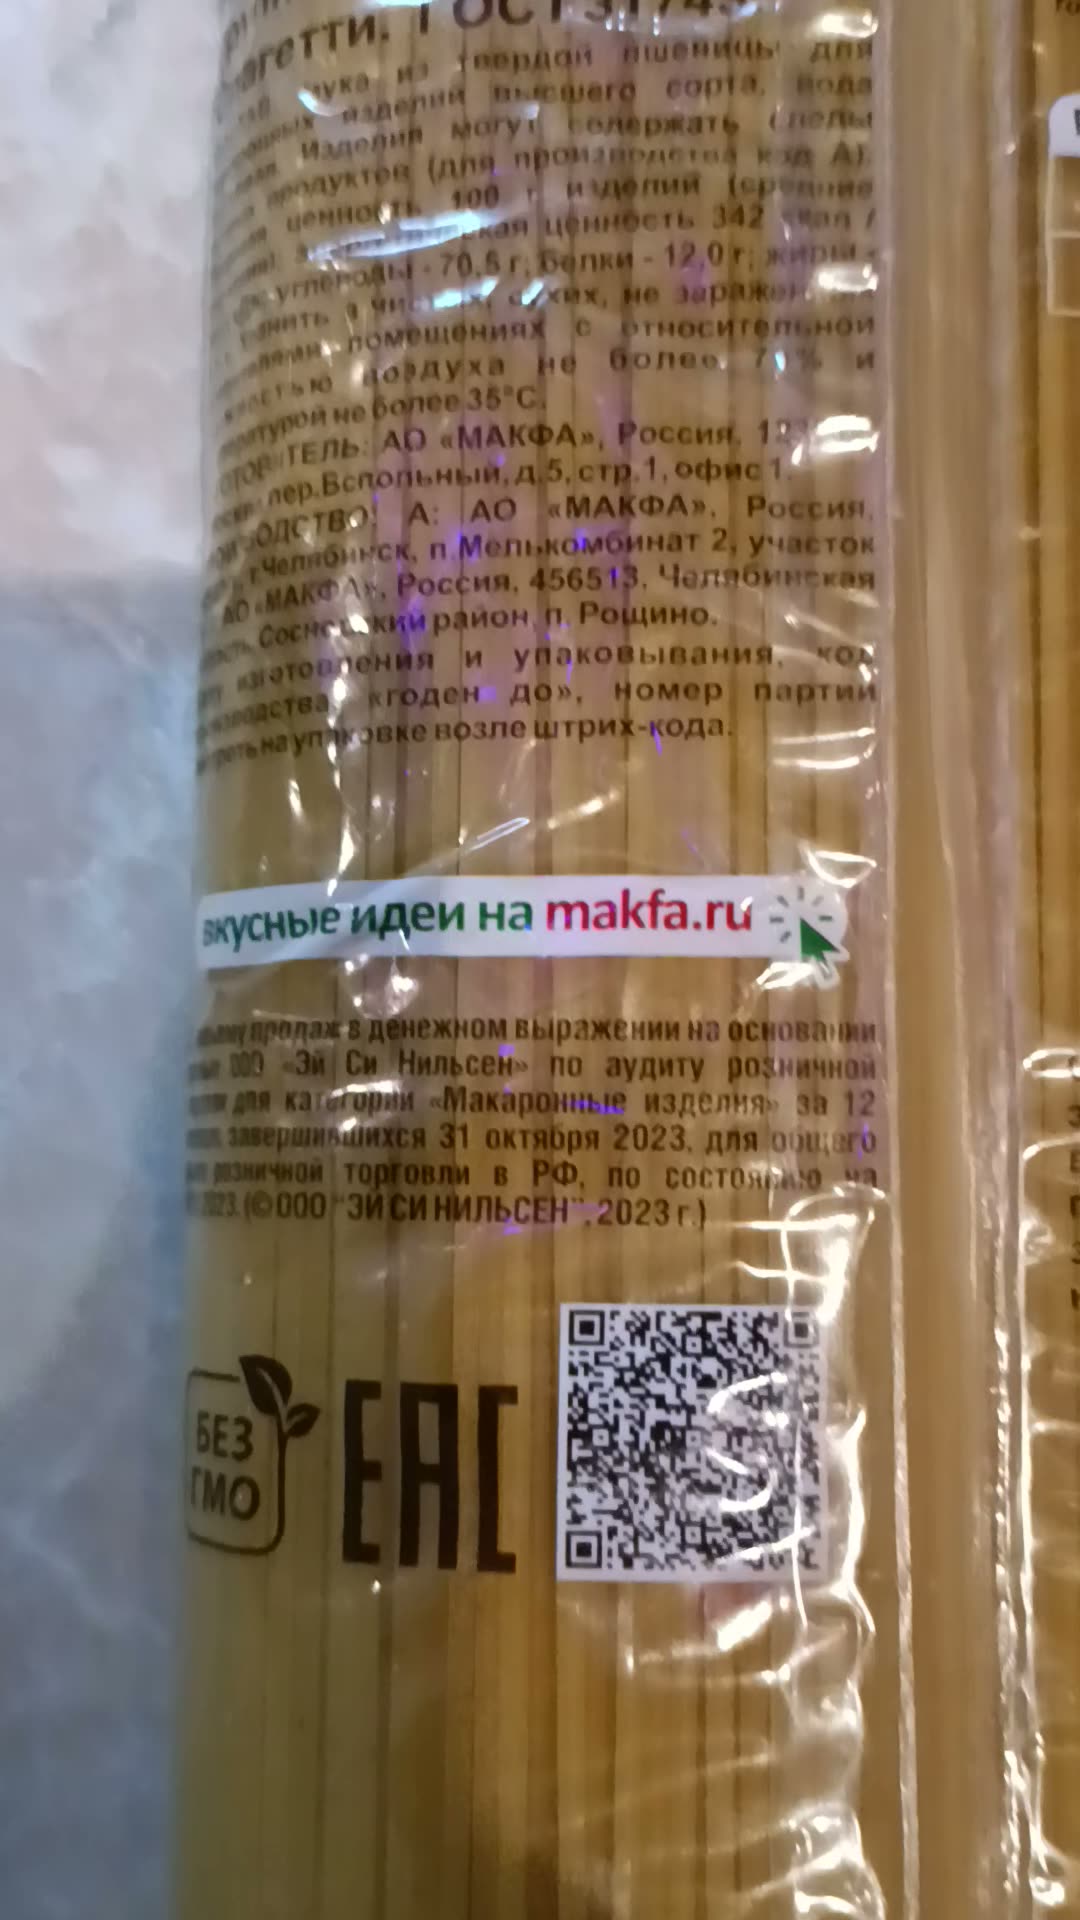 ГОСТ 31743
из твердой пшеницы для
изделий высшего сорта, вода
Изделия могут содержать следы
продуктов (для производства код А).
ценность 100 г изделий (средние
ценность 342 ккал /
углеводы - 70,5 г; белки - 12,0 г; жиры -
в чистых, сухих, не
помещениях с относительной
воздуха не более % и
не более 35°С.
АО «МАКФА», Россия,
пер.Вспольный, д.5, стр.1, офис 1.
А: АО «МАКФА», Россия,
г.Челябинск, п.Мелькомбинат 2, участок
АО «МАКФА», Россия, 456513, Челябинская
Сосновский район, п. Рощино.
изготовления и упаковывания, код
«годен до», номер партии
на упаковке возле штрих-кода.
вкусные идеи на makfa.ru
продаж в денежном выражении на основании
ООО «Эй Си Нильсен» по аудиту розничной
для категории «Макаронные изделия» за 12
завершившихся 31 октября 2023, для общего
розничной торговли в РФ, по состоянию на
2023. (© ООО "ЭЙ СИ НИЛЬСЕН", 2023 г.)
БЕЗ
ГМО
ЕАС